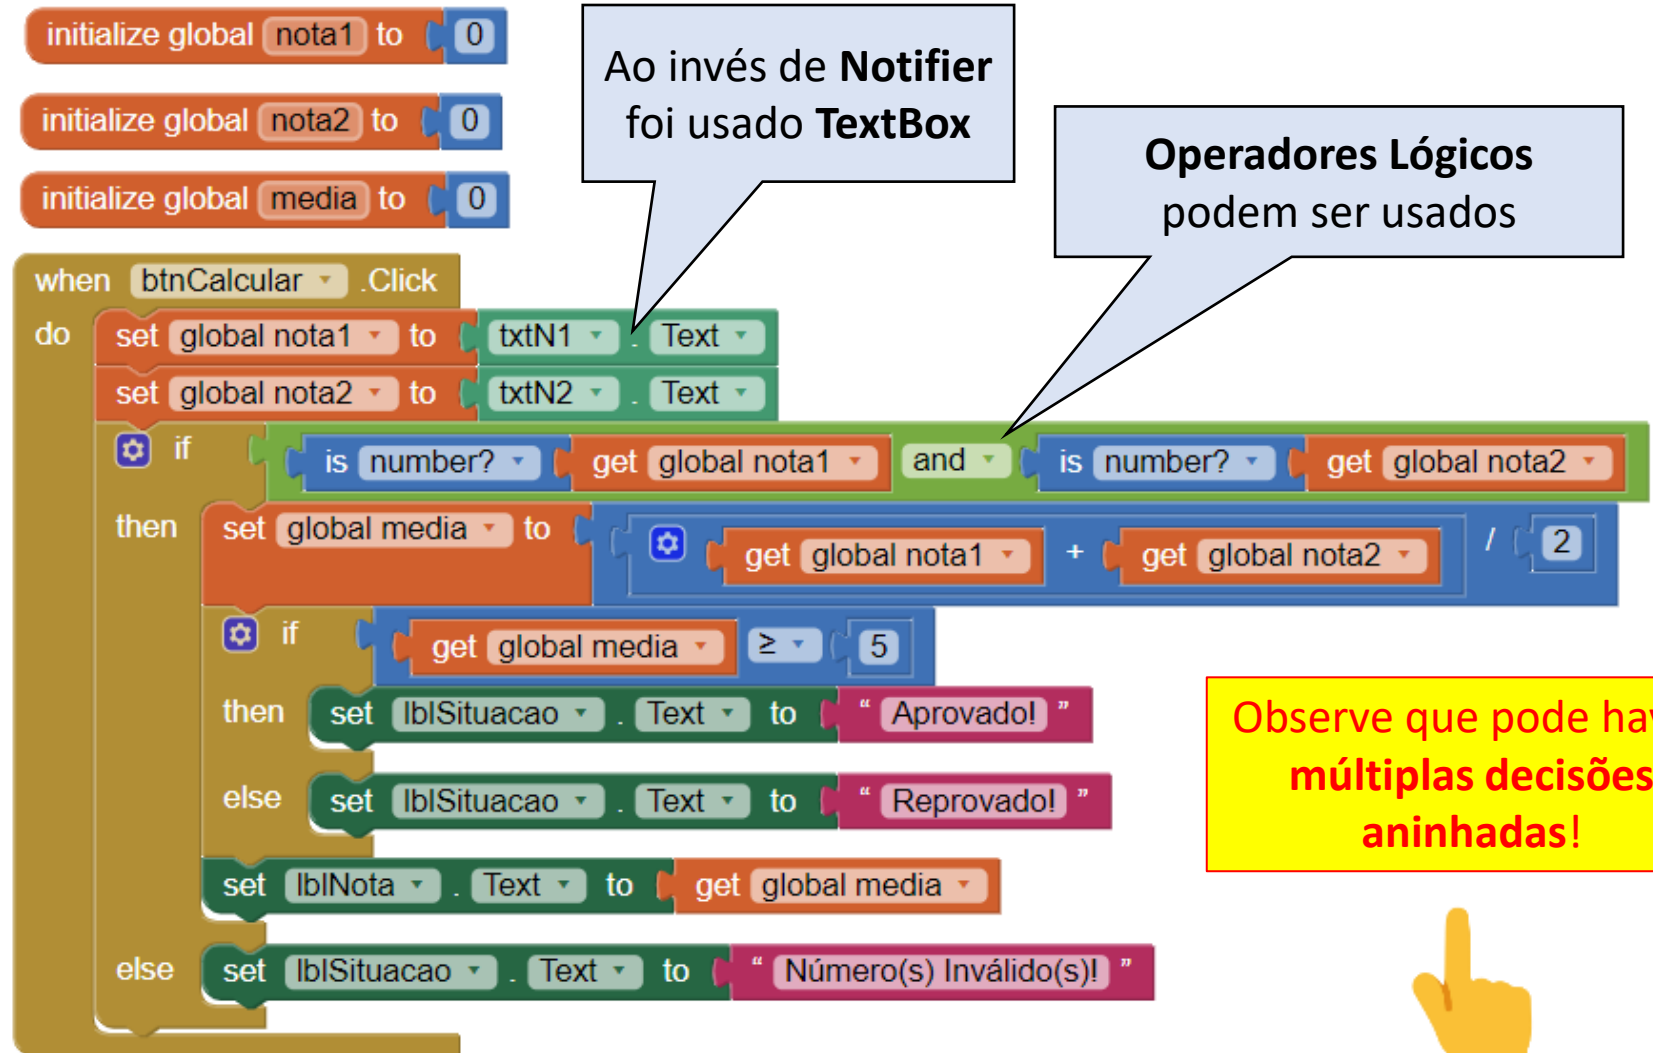 initialize global nota1 to 0
initialize global nota2 to 0
initialize global media to 0
Ao invés de Notifier
foi usado TextBox
Operadores Lógicos
podem ser usados
when btnCalcular .Click
do set global nota1 to txtN1 . Text
set global nota2 to txtN2 . Text
if is number? get global nota1 and is number? get global nota2
then set global media to get global nota1 + get global nota2 / 2
if get global media ≥ 5
then set lblSituacao . Text to " Aprovado! "
else set lblSituacao . Text to " Reprovado! "
set lblNota . Text to get global media
else set lblSituacao . Text to " Número(s) Inválido(s)! "
Observe que pode
múltiplas decisões
aninhadas!